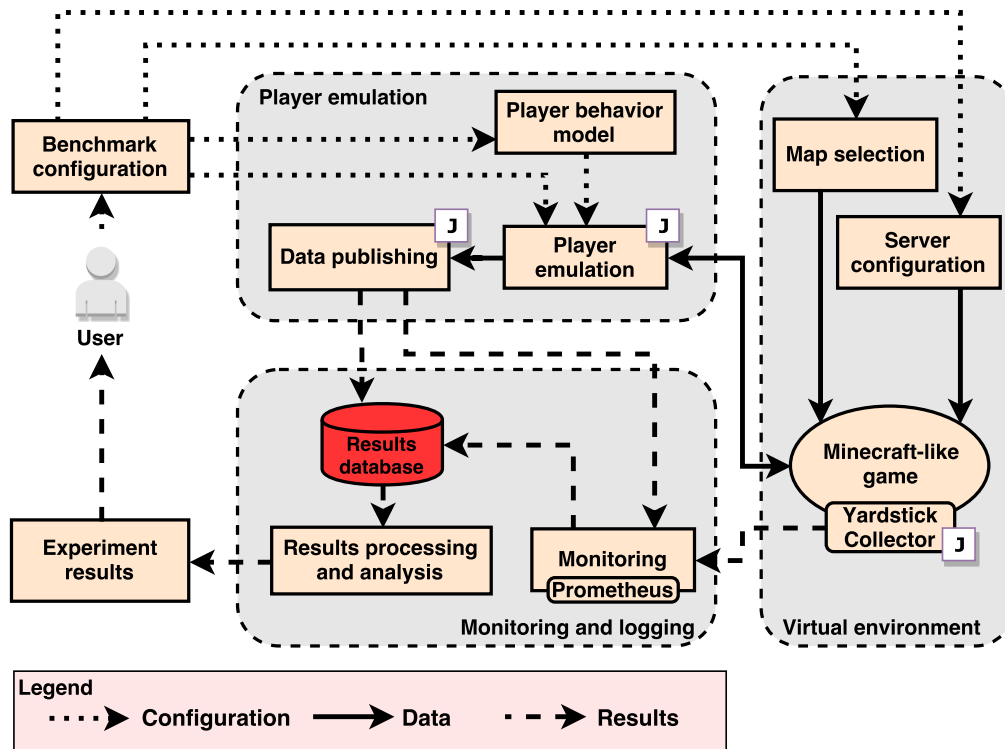 Player emulation
Player behavior
model
Benchmark
configuration
Map selection
J
J
Data publishing
Player
emulation
Server
configuration
User
Results
database
Minecraft-like
game
Yardstick
Collector
J
Experiment
results
Results processing
and analysis
Monitoring
Prometheus
Monitoring and logging
Virtual environment
Legend
Configuration
Data
Results